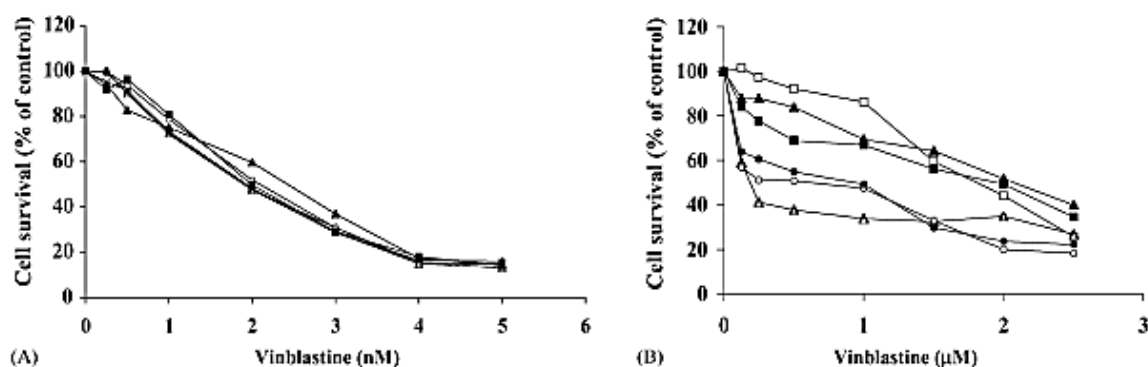 120
100
80
60
40
20
0
Cell survival (% of control)
0 1 2 3 4 5 6
(A) Vinblastine (nM)
120
100
80
60
40
20
0
Cell survival (% of control)
0 1 2 3
(B) Vinblastine (μM)